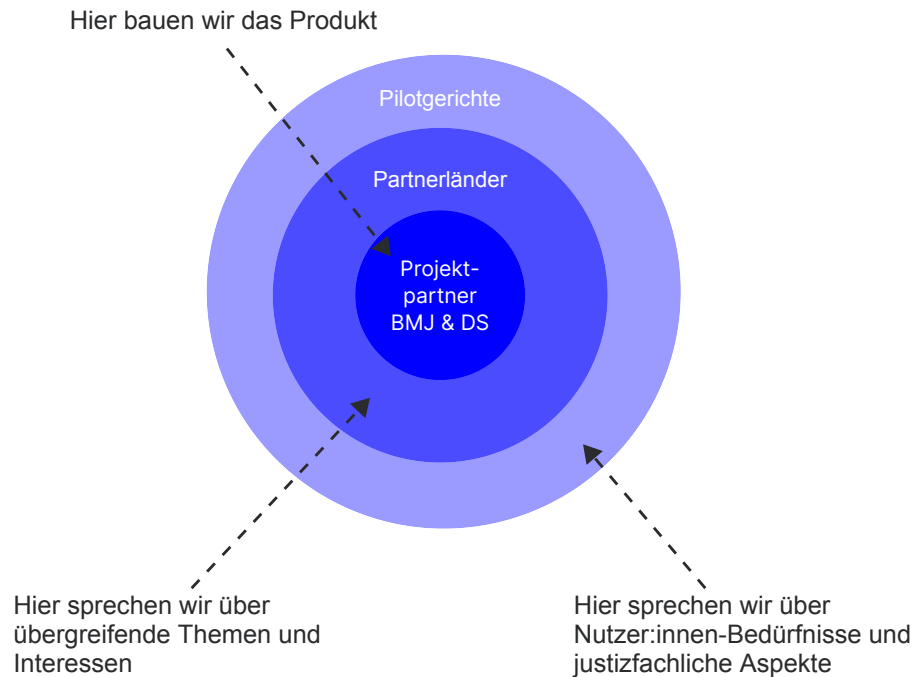 Hier bauen wir das Produkt
Pilotgerichte
Partnerländer
Projekt-
partner
BMJ & DS
Hier sprechen wir über
übergreifende Themen und
Interessen
Hier sprechen wir über
Nutzer:innen-Bedürfnisse und
justizfachliche Aspekte